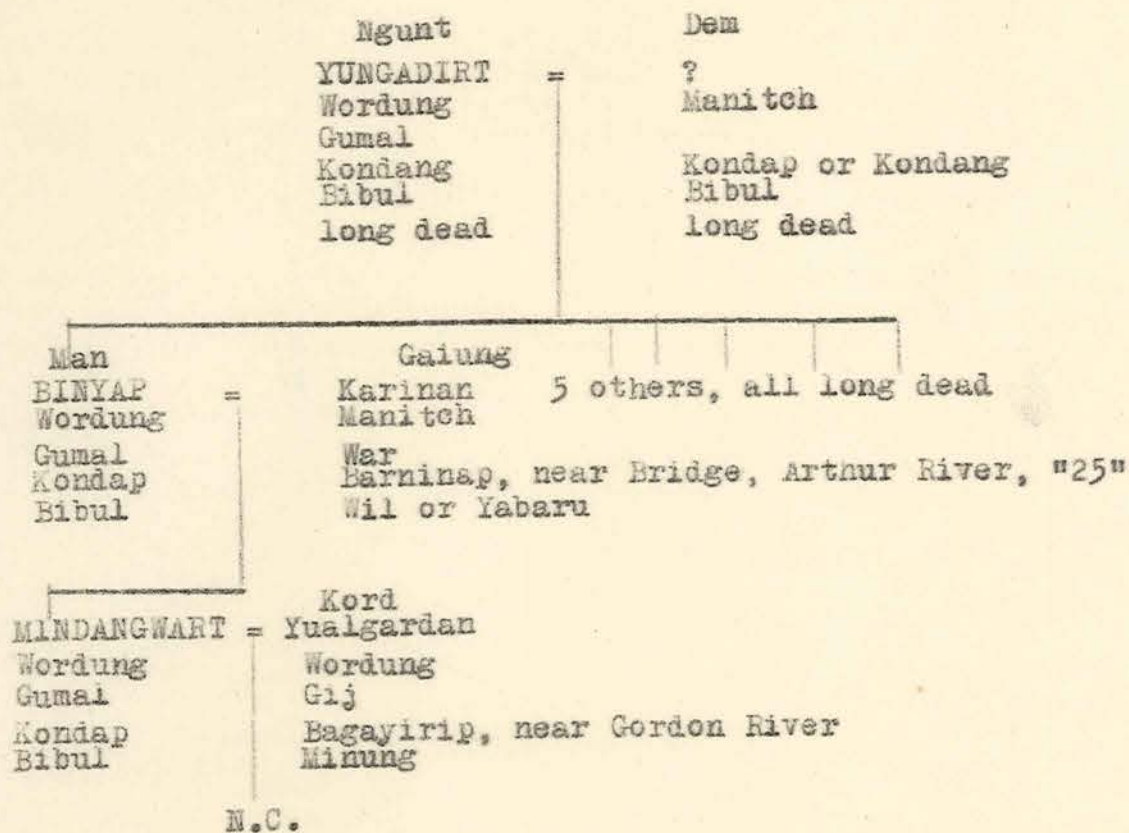 Ngunt Dem
YUNGADIRT = ?
Wordung Manitch
Gumal
Kondang Kondap or Kondang
Bibul Bibul
long dead long dead
Man Gaiung
BINYAP = Karinan 5 others, all long dead
Wordung Manitch
Gumal War
Kondap Barninap, near Bridge, Arthur River, "25"
Bibul Wil or Yabaru
Kord
MINDANGWART = Yualgardan
Wordung Wordung
Gumal Gij
Kondap Bagayirip, near Gordon River
Bibul Minung
N.C.